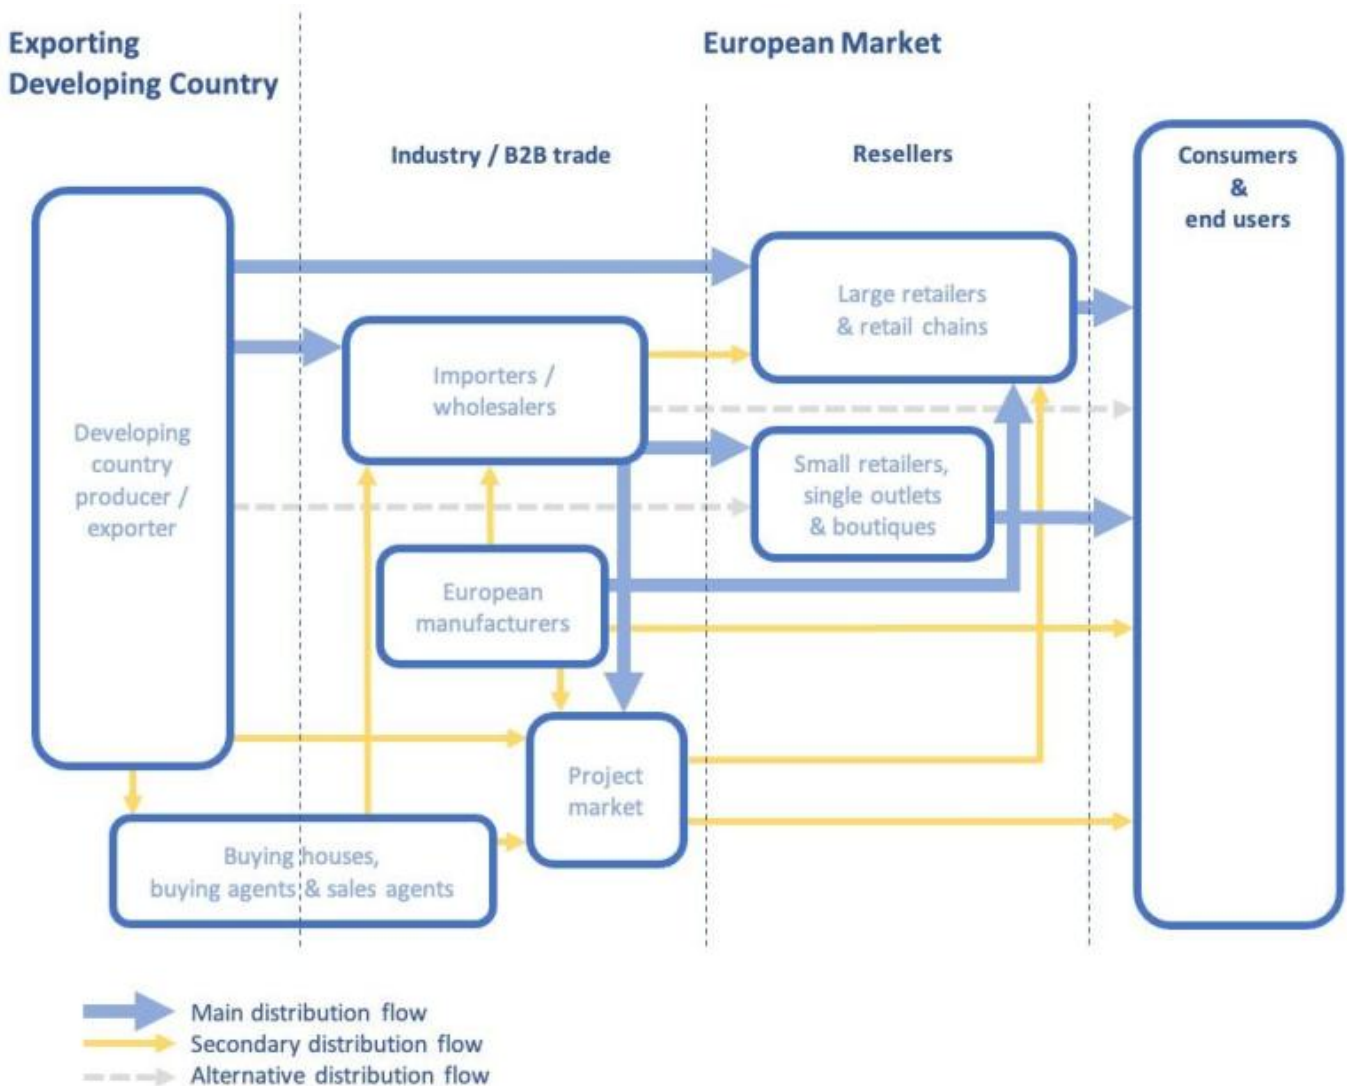 Exporting
Developing Country
European Market
Industry / B2B trade
Resellers
Consumers
&
end users
Large retailers
& retail chains
Importers /
wholesalers
Developing
country
producer /
exporter
Small retailers,
single outlets
& boutiques
European
manufacturers
Project
market
Buying houses,
buying agents & sales agents
Main distribution flow
Secondary distribution flow
Alternative distribution flow